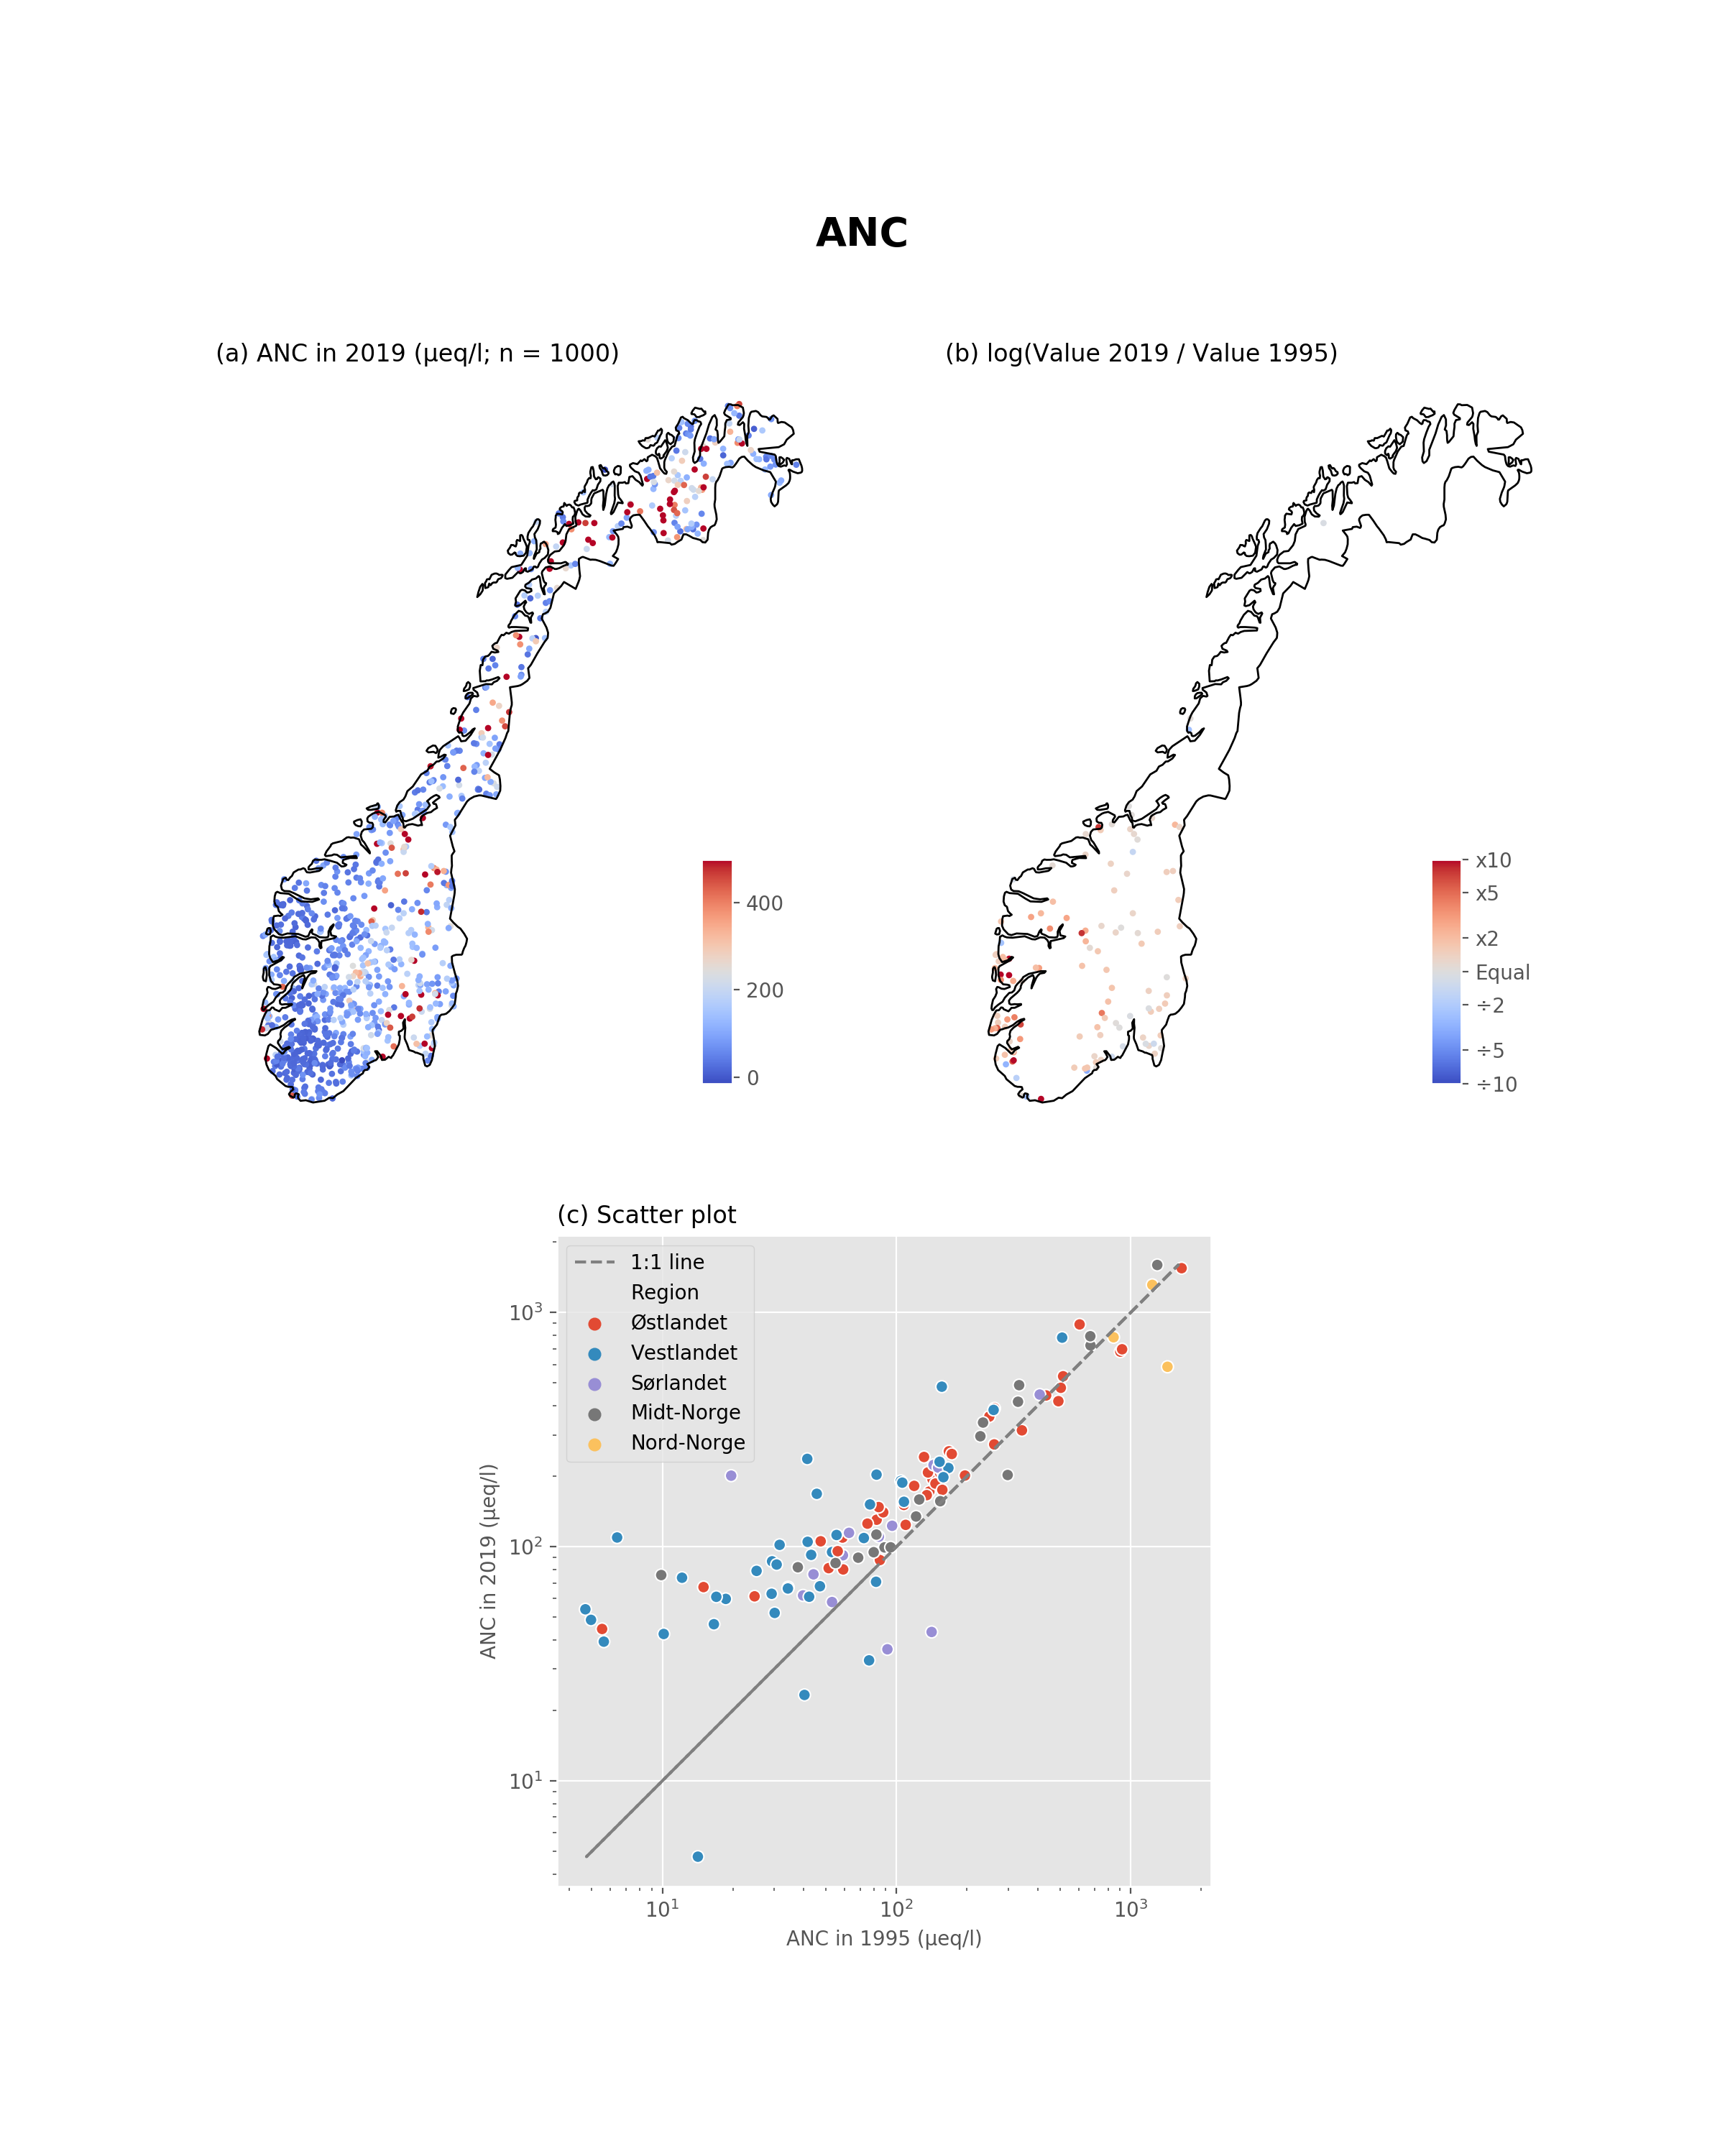 ANC
(a) ANC in 2019 (µeq/l; n = 1000)
(b) log(Value 2019 / Value 1995)
400
200
0
x10
x5
x2
Equal
÷2
÷5
÷10
(c) Scatter plot
1:1 line
Region
Østlandet
Vestlandet
Sørlandet
Midt-Norge
Nord-Norge
10³
10²
10¹
ANC in 2019 (µeq/l)
10¹ 10² 10³
ANC in 1995 (µeq/l)